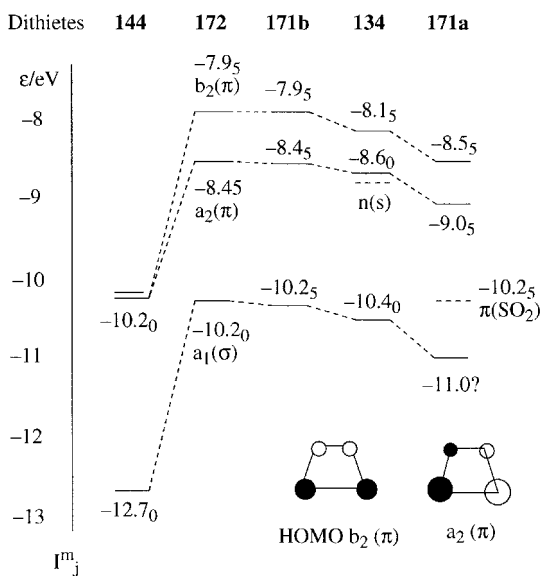 Dithietes 144 172 171b 134 171a
ε/eV
−7.9₅
b₂(π)
−7.9₅
−8
−8.1₅
−8.4₅
−8.6₀
−8.5₅
−8.45
a₂(π)
n(s)
−9
−9.0₅
−10
−10.2₀
−10.2₀
a₁(σ)
−10.2₅
−10.4₀
−10.2₅
π(SO₂)
−11
−11.0?
−12
−12.7₀
−13
HOMO b₂ (π)
a₂ (π)
Iᵐⱼ